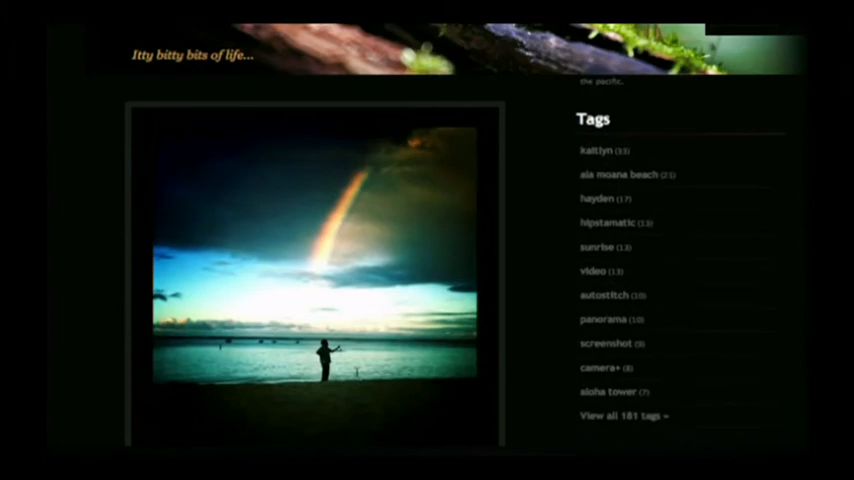 Itty bitty bits of life...
the pacific.
Tags
kaitlyn (33)
ala moana beach (21)
hayden (17)
hipstamatic (15)
sunrise (13)
video (13)
autostitch (10)
panorama (10)
screenshot (9)
camera+ (8)
aloha tower (7)
View all 181 tags »